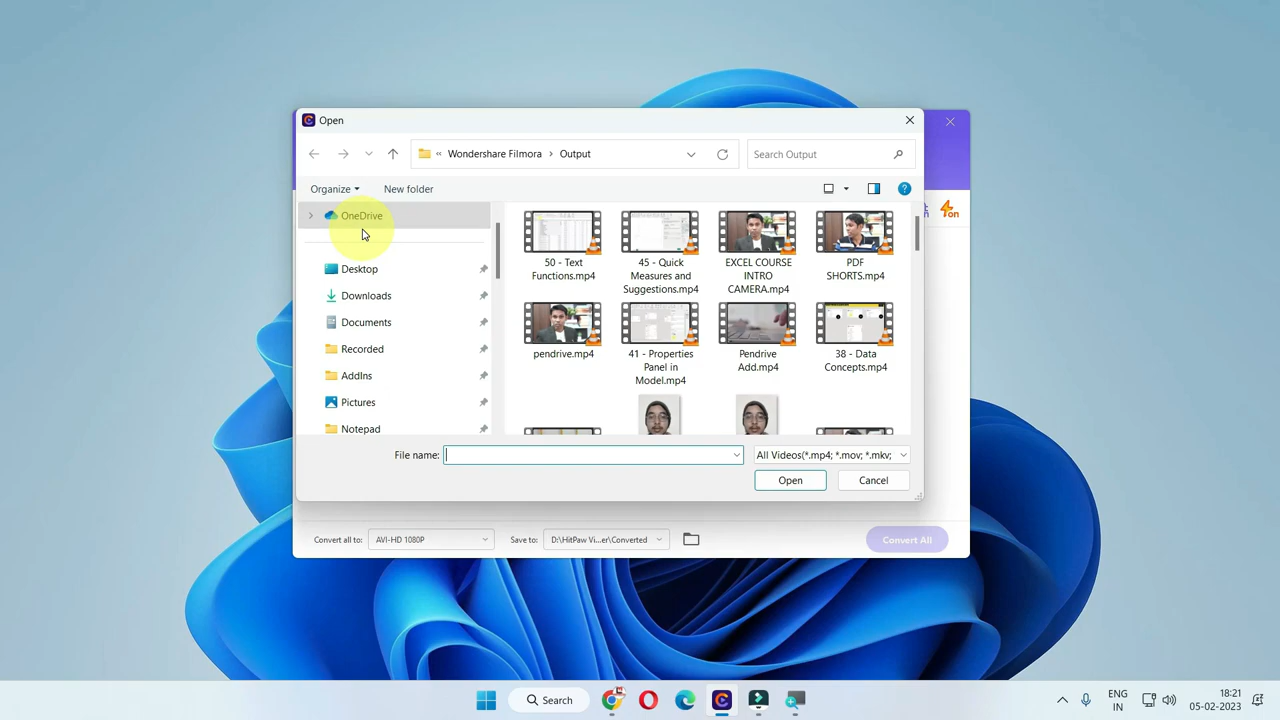 Open
« Wondershare Filmora > Output
Search Output
Organize
New folder
OneDrive
Desktop
Downloads
Documents
Recorded
AddIns
Pictures
Notepad
50 - Text
Functions.mp4
45 - Quick
Measures and
Suggestions.mp4
EXCEL COURSE
INTRO
CAMERA.mp4
PDF
SHORTS.mp4
pendrive.mp4
41 - Properties
Panel in
Model.mp4
Pendrive
Add.mp4
38 - Data
Concepts.mp4
on
File name:
All Videos(*.mp4; *.mov; *.mkv;
Open
Cancel
Convert all to:
AVI-HD 1080P
Save to:
D:\HitPaw Vi...er\Converted
Convert All
Search
ENG
IN
18:21
05-02-2023